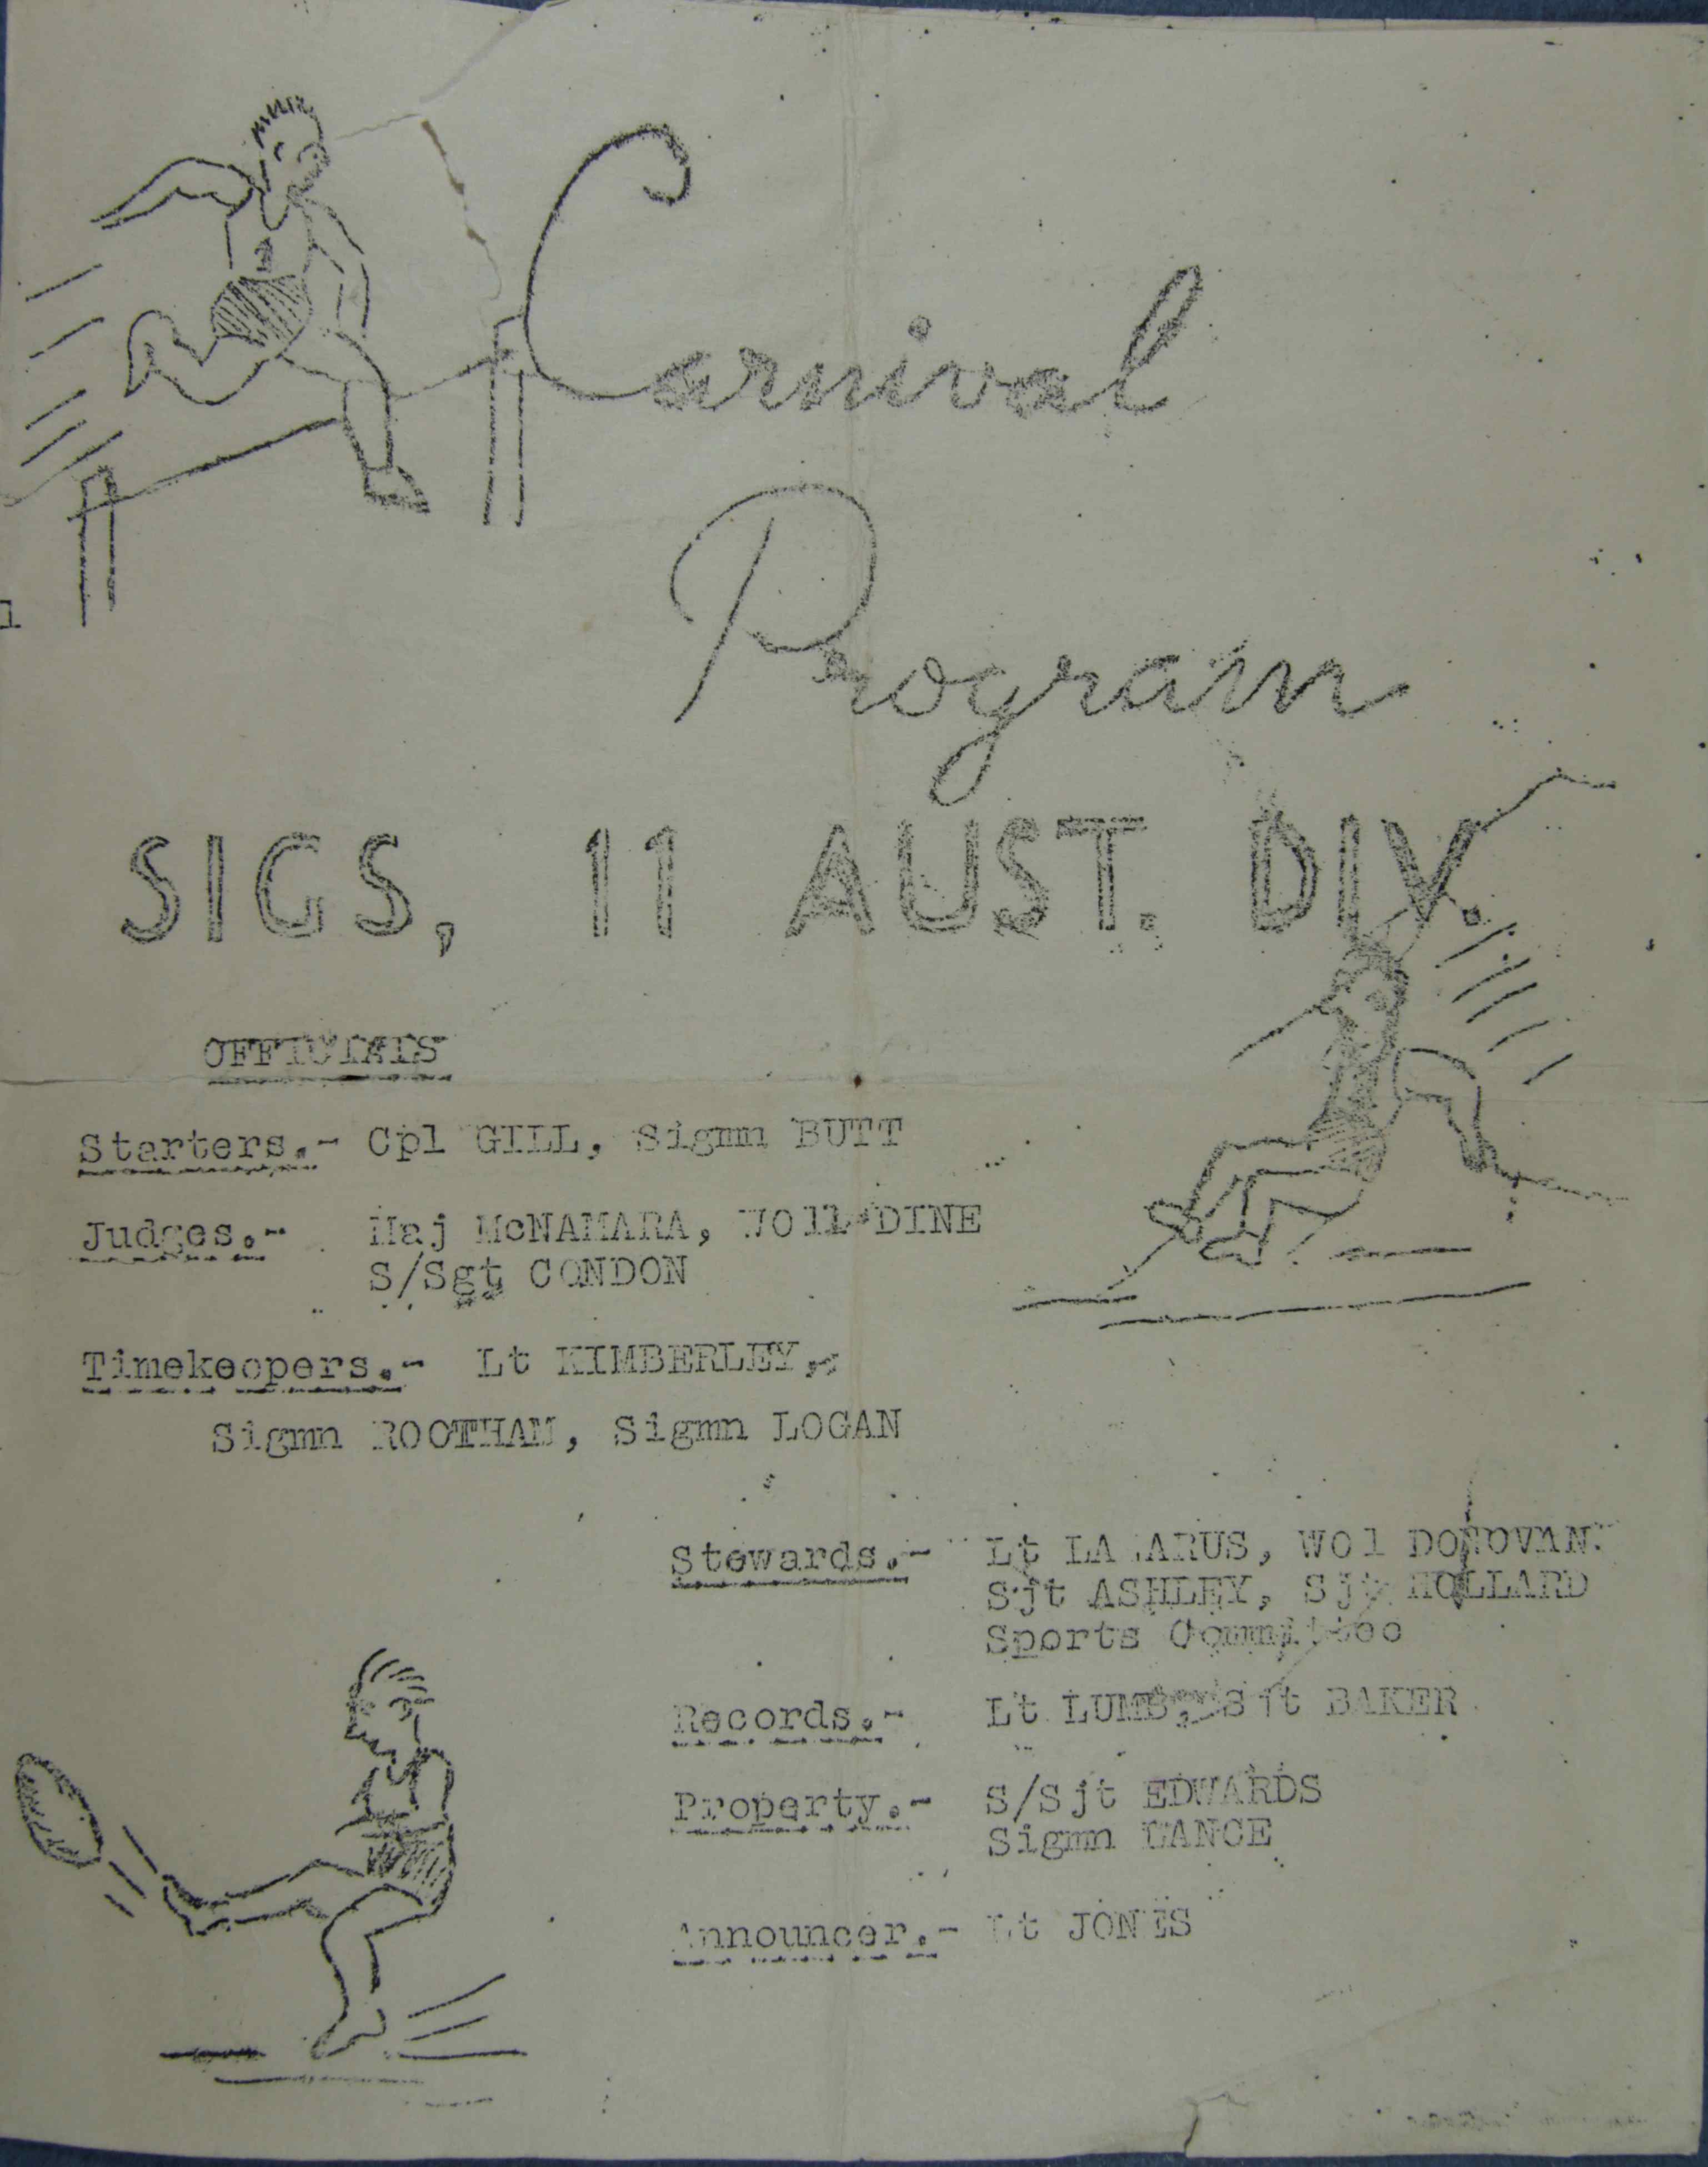 Carnival
Program
SIGS, 11 AUST. DIV.
OFFICIALS
Starters.- Cpl GILL, Sigmn BUTT
Judges.- Maj McNAMARA, WO11 DINE
S/Sgt CONDON
Timekeepers.- Lt KIMBERLEY,
Sigmn ROOTHAM, Sigmn LOGAN
Stewards.- Lt LAZARUS, WO1 DONOVAN.
Sjt ASHLEY, Sjt HOLLARD
Sports Committee
Records.- Lt LUMB, Sjt BAKER
Property.- S/Sjt EDWARDS
Sigmn LANCE
Announcer.- Lt JONES